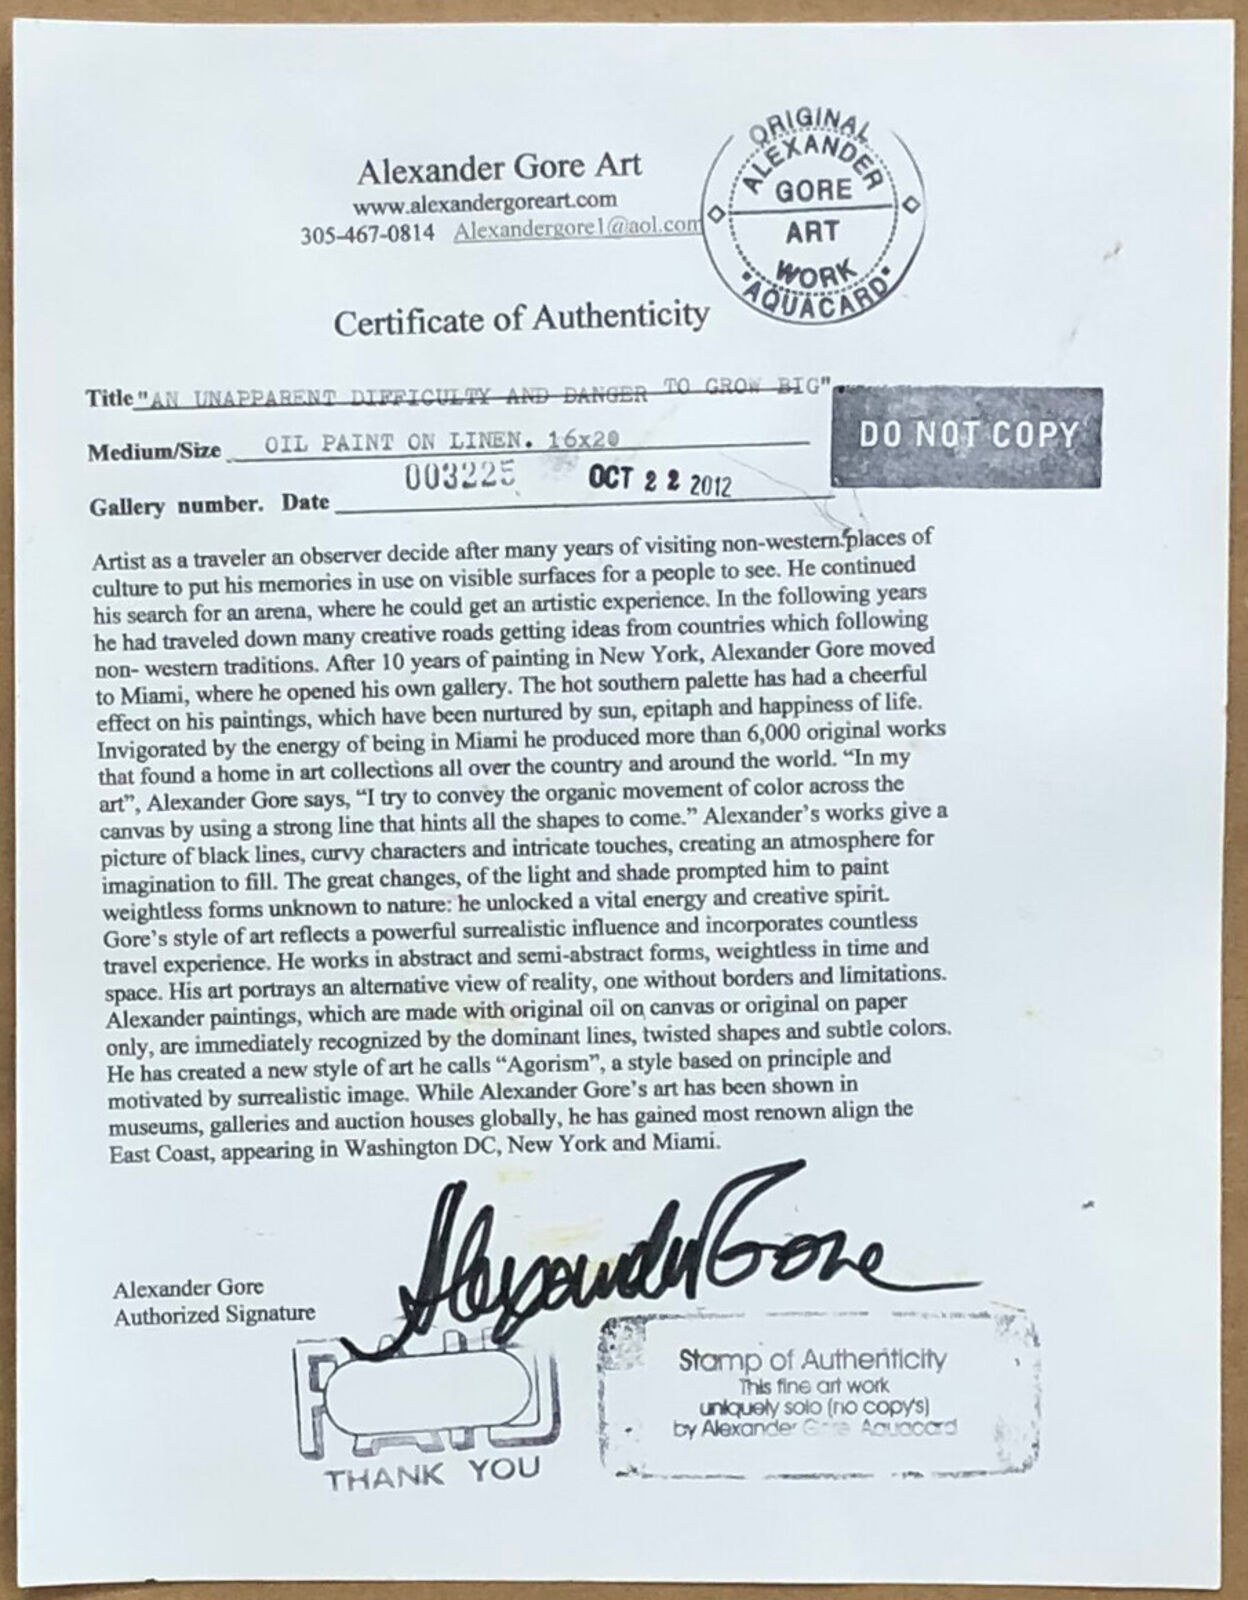 ORIGINAL
ALEXANDER
GORE
ART
WORK
*AQUACARD*
Alexander Gore Art
www.alexandergoreart.com
305-467-0814 Alexandergore1@aol.com
Certificate of Authenticity
Title "AN UNAPPARENT DIFFICULTY AND DANGER TO GROW BIG"
DO NOT COPY
Medium/Size OIL PAINT ON LINEN. 16x20
003225 OCT 22 2012
Gallery number. Date
Artist as a traveler an observer decide after many years of visiting non-western places of
culture to put his memories in use on visible surfaces for a people to see. He continued
his search for an arena, where he could get an artistic experience. In the following years
he had traveled down many creative roads getting ideas from countries which following
non- western traditions. After 10 years of painting in New York, Alexander Gore moved
to Miami, where he opened his own gallery. The hot southern palette has had a cheerful
effect on his paintings, which have been nurtured by sun, epitaph and happiness of life.
Invigorated by the energy of being in Miami he produced more than 6,000 original works
that found a home in art collections all over the country and around the world. “In my
art”, Alexander Gore says, “I try to convey the organic movement of color across the
canvas by using a strong line that hints all the shapes to come.” Alexander’s works give a
picture of black lines, curvy characters and intricate touches, creating an atmosphere for
imagination to fill. The great changes, of the light and shade prompted him to paint
weightless forms unknown to nature: he unlocked a vital energy and creative spirit.
Gore’s style of art reflects a powerful surrealistic influence and incorporates countless
travel experience. He works in abstract and semi-abstract forms, weightless in time and
space. His art portrays an alternative view of reality, one without borders and limitations.
Alexander paintings, which are made with original oil on canvas or original on paper
only, are immediately recognized by the dominant lines, twisted shapes and subtle colors.
He has created a new style of art he calls “Agorism”, a style based on principle and
motivated by surrealistic image. While Alexander Gore’s art has been shown in
museums, galleries and auction houses globally, he has gained most renown align the
East Coast, appearing in Washington DC, New York and Miami.
Alexander Gore
Alexander Gore
Authorized Signature
THANK YOU
Stamp of Authenticity
This fine art work
uniquely solo (no copy's)
by Alexander Gore Aquacard